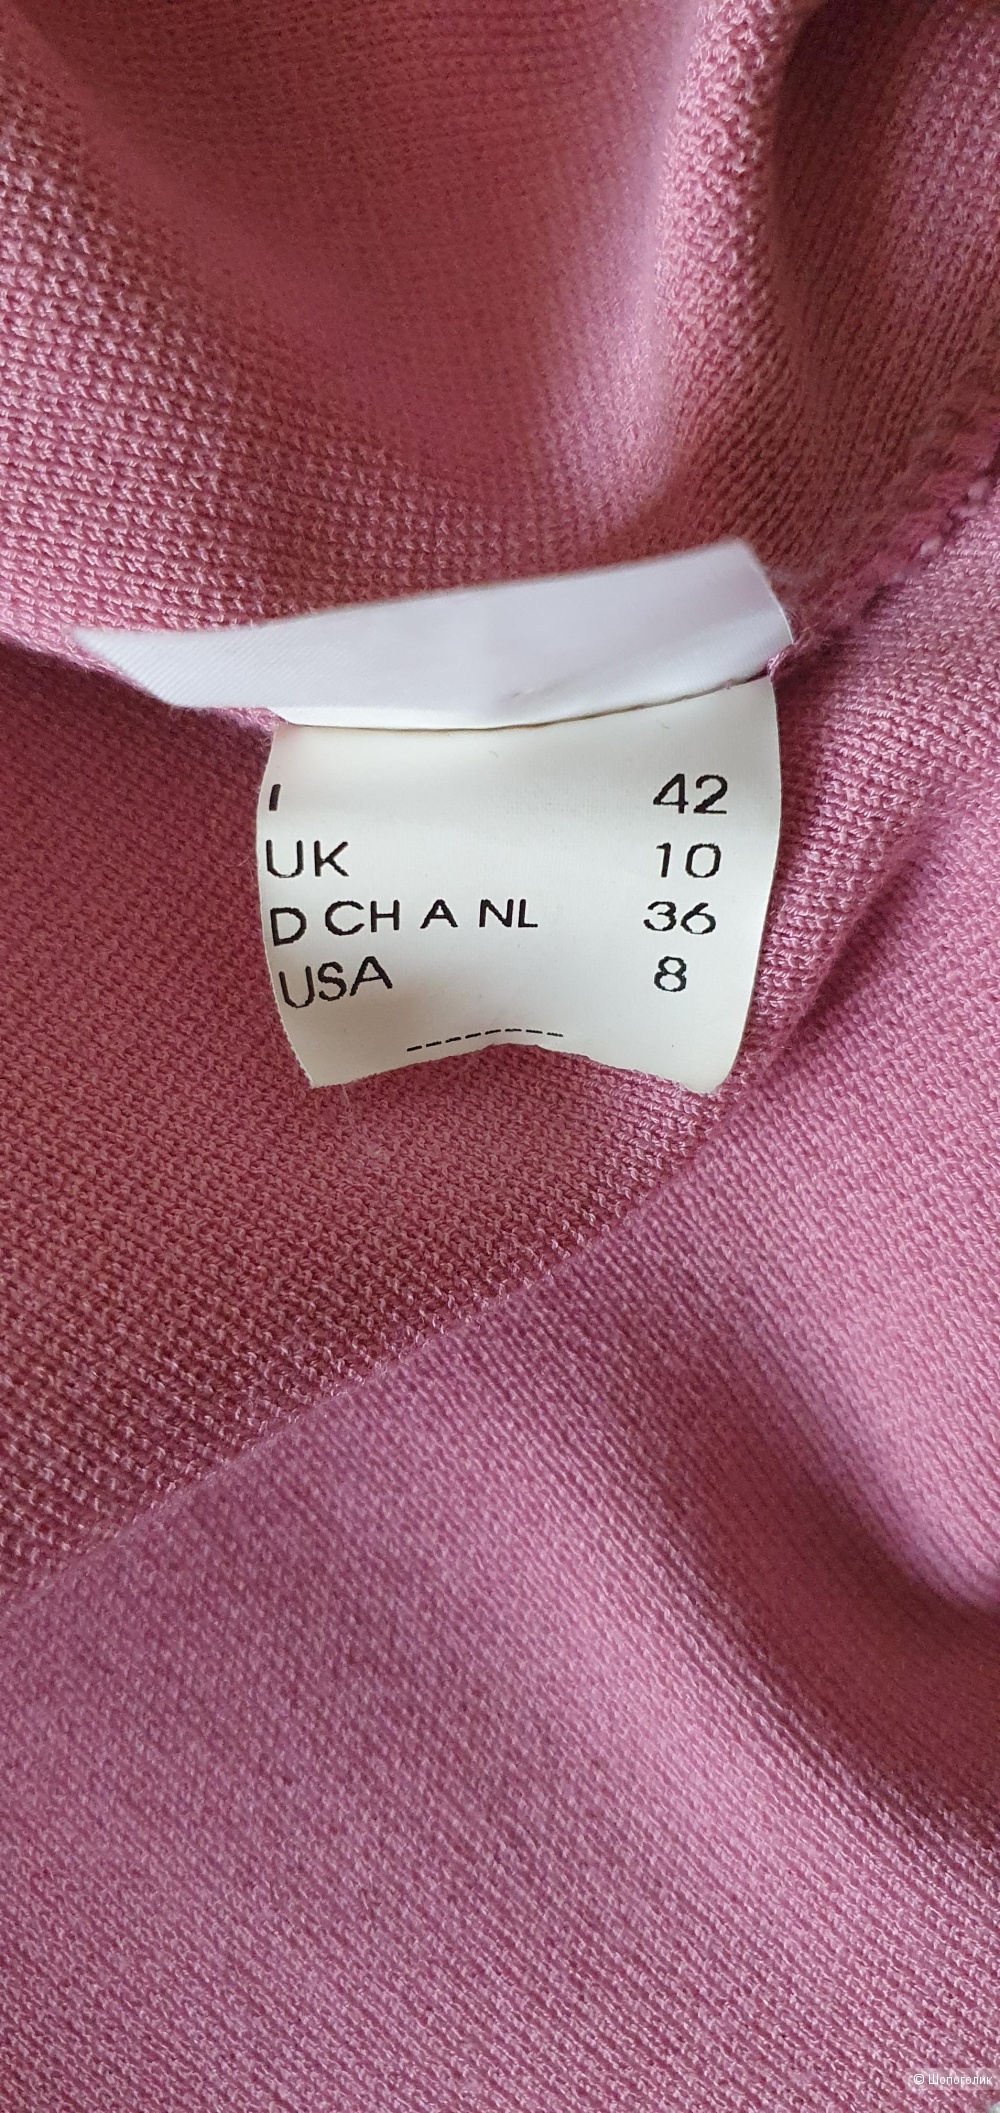 I 42
UK 10
D CH A NL 36
USA 8
--------
© Шопоголик